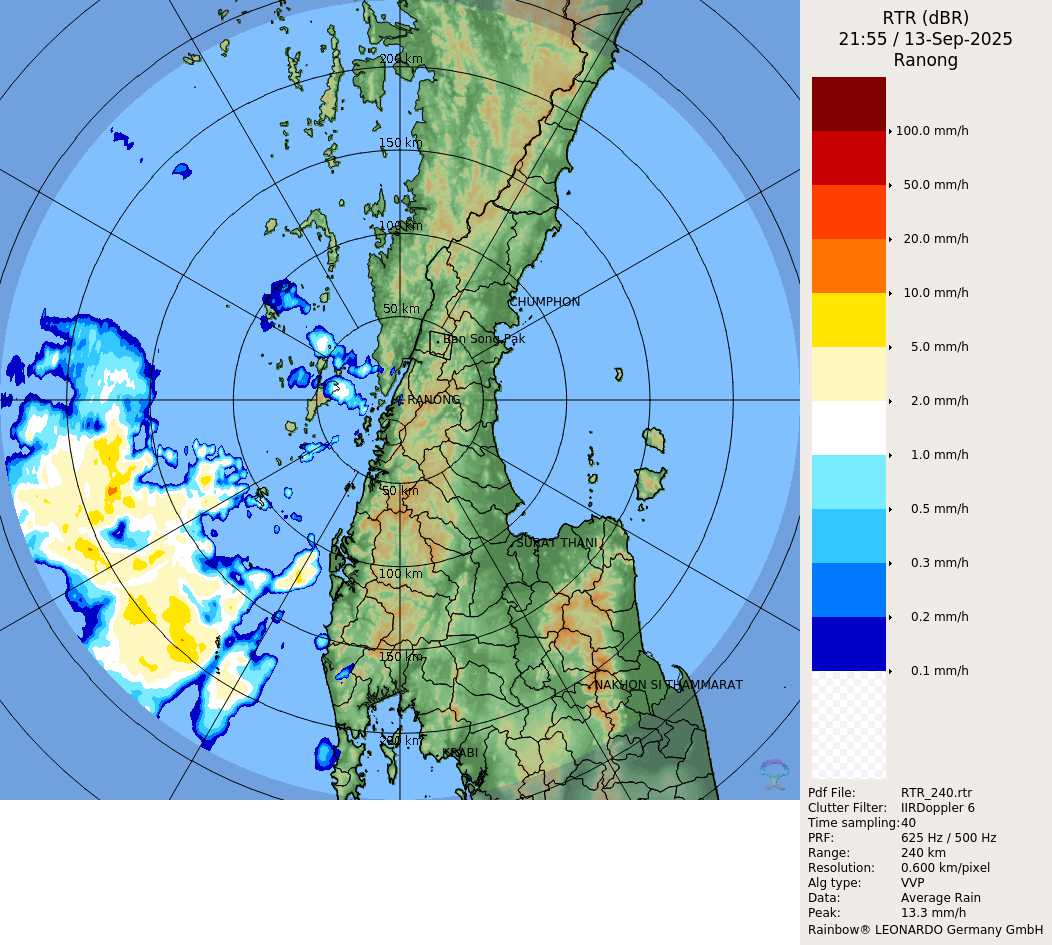 RTR (dBR)
21:55 / 13-Sep-2025
Ranong
200 km
150 km
100 km
50 km
CHUMPHON
Ban Song Pak
RANONG
50 km
SURAT THANI
100 km
150 km
NAKHON SI THAMMARAT
200 km
KRABI
100.0 mm/h
50.0 mm/h
20.0 mm/h
10.0 mm/h
5.0 mm/h
2.0 mm/h
1.0 mm/h
0.5 mm/h
0.3 mm/h
0.2 mm/h
0.1 mm/h
Pdf File: RTR_240.rtr
Clutter Filter: IIRDoppler 6
Time sampling: 40
PRF: 625 Hz / 500 Hz
Range: 240 km
Resolution: 0.600 km/pixel
Alg type: VVP
Data: Average Rain
Peak: 13.3 mm/h
Rainbow® LEONARDO Germany GmbH